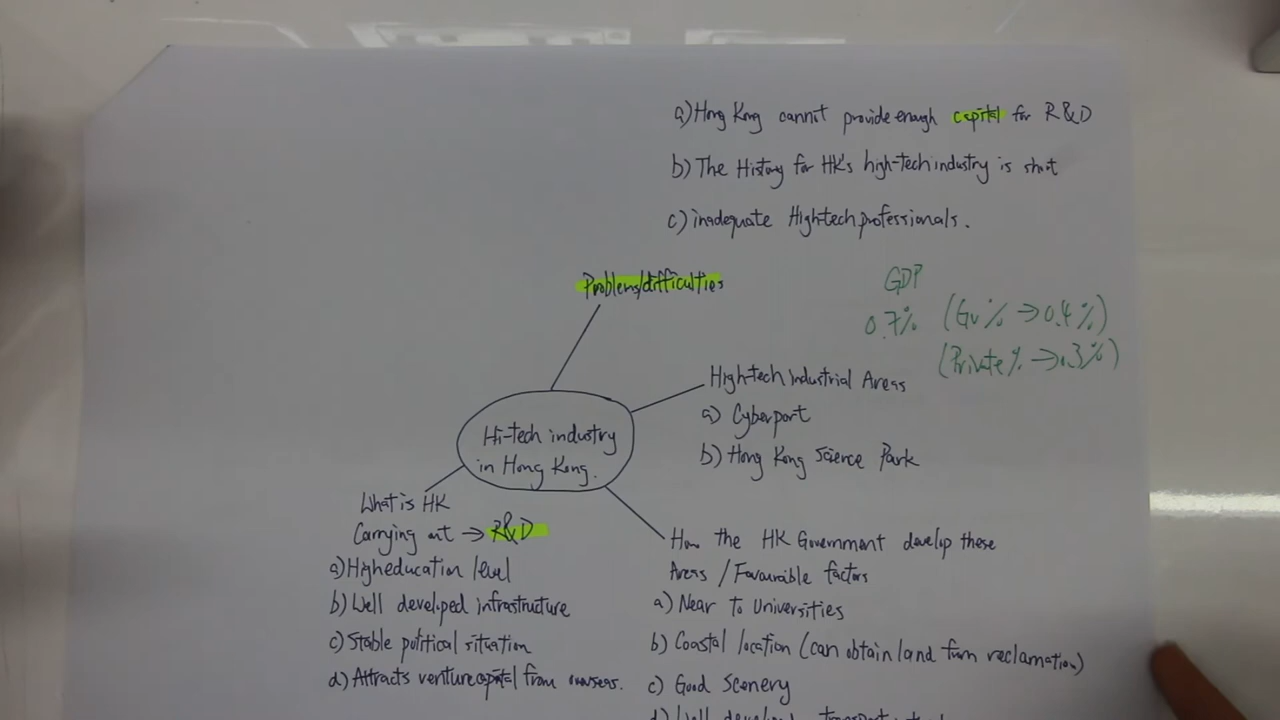 a) Hong Kong cannot provide enough capital for R&D
b) The History for HK's high-tech industry is short
c) inadequate High-tech professionals.
Problems/difficulties
GDP
0.7% (Gv% → 0.4%)
(Private% → .3%)
High-tech Industrial Areas
a) Cyberport
b) Hong Kong Science Park
Hi-tech industry
in Hong Kong.
What is HK
Carrying out → R&D
a) High education level
b) Well developed infrastructure
c) Stable political situation
d) Attracts venture capital from overseas.
How the HK Government develop these
Areas / Favourable factors
a) Near to Universities
b) Coastal location (can obtain land from reclamation)
c) Good Scenery
d) Well developed transport